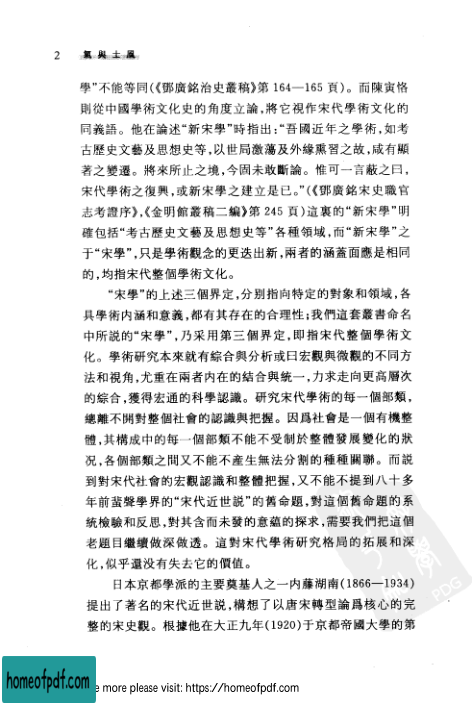 2 氣與士風
學”不能等同(《鄧廣銘治史叢稿》第164—165頁)。而陳寅恪
則從中國學術文化史的角度立論,將它視作宋代學術文化的
同義語。他在論述“新宋學”時指出:“吾國近年之學術,如考
古歷史文藝及思想史等,以世局激蕩及外緣熏習之故,咸有顯
著之變遷。將來所止之境,今固未敢斷論。惟可一言蔽之曰,
宋代學術之復興,或新宋學之建立是已。”(《鄧廣銘宋史職官
志考證序》,《金明館叢稿二編》第245頁)這裏的“新宋學”明
確包括“考古歷史文藝及思想史等”各種領域,而“新宋學”之
于“宋學”,只是學術觀念的更迭出新,兩者的涵蓋面應是相同
的,均指宋代整個學術文化。
“宋學”的上述三個界定,分别指向特定的對象和領域,各
具學術内涵和意義,都有其存在的合理性;我們這套叢書命名
中所説的“宋學”,乃采用第三個界定,即指宋代整個學術文
化。學術研究本來就有綜合與分析或曰宏觀與微觀的不同方
法和視角,尤重在兩者内在的結合與統一,力求走向更高層次
的綜合,獲得宏通的科學認識。研究宋代學術的每一個部類,
總離不開對整個社會的認識與把握。因爲社會是一個有機整
體,其構成中的每一個部類不能不受制於整體發展變化的狀
况,各個部類之間又不能不產生無法分割的種種關聯。而説
到對宋代社會的宏觀認識和整體把握,又不能不提到八十多
年前蜚聲學界的“宋代近世説”的舊命題,對這個舊命題的系
統檢驗和反思,對其含而未發的意藴的探求,需要我們把這個
老題目繼續做深做透。這對宋代學術研究格局的拓展和深
化,似乎還没有失去它的價值。
日本京都學派的主要奠基人之一内藤湖南(1866—1934)
提出了著名的宋代近世説,構想了以唐宋轉型論爲核心的完
整的宋史觀。根據他在大正九年(1920)于京都帝國大學的第
PDG
homeofpdf.com
e more please visit: https://homeofpdf.com